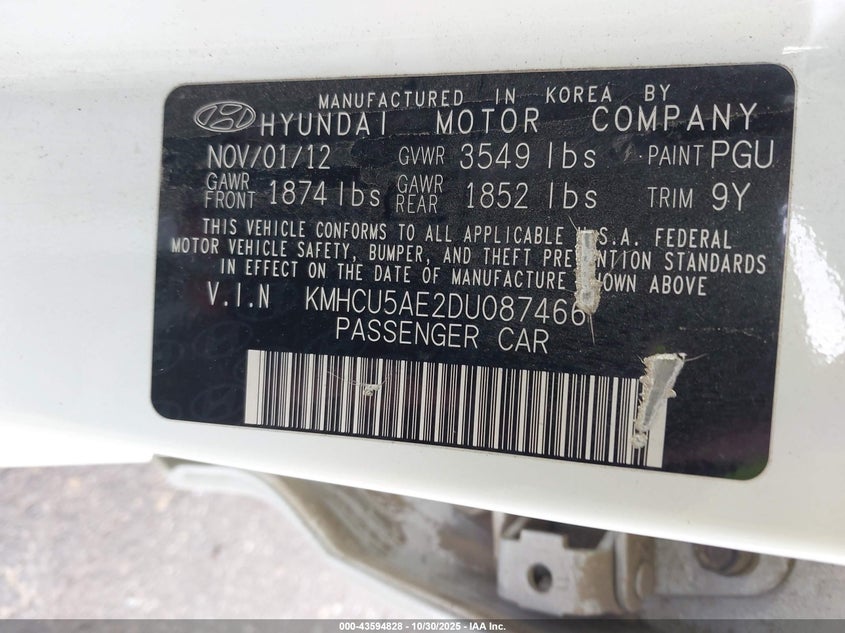 MANUFACTURED IN KOREA BY
HYUNDAI MOTOR COMPANY
NOV/01/12 GVWR 3549 lbs PAINT PGU
GAWR FRONT 1874 lbs GAWR REAR 1852 lbs TRIM 9Y
THIS VEHICLE CONFORMS TO ALL APPLICABLE .S.A. FEDERAL
MOTOR VEHICLE SAFETY, BUMPER, AND THEFT PREVENTION STANDARDS
IN EFFECT ON THE DATE OF MANUFACTURE SHOWN ABOVE
V.I.N KMHCU5AE2DU087466
PASSENGER CAR
000-43594828 - 10/30/2025 - IAA Inc.